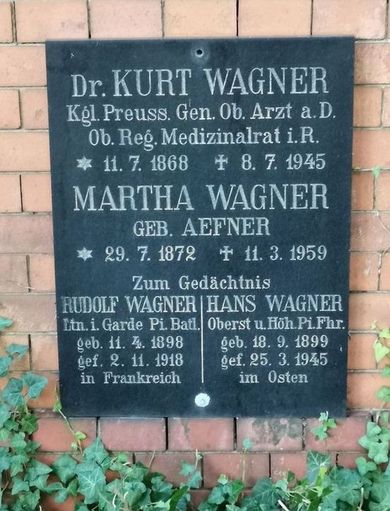 Dr. KURT WAGNER
Kgl. Preuss. Gen. Ob. Arzt a. D.
Ob. Reg. Medizinalrat i. R.
✶ 11. 7. 1868 ✝ 8. 7. 1945
MARTHA WAGNER
GEB. AEFNER
✶ 29. 7. 1872 ✝ 11. 3. 1959
Zum Gedächtnis
RUDOLF WAGNER
Ltn. i. Garde Pi. Batl.
geb. 11. 4. 1898
gef. 2. 11. 1918
in Frankreich
HANS WAGNER
Oberst u. Höh. Pi. Fhr.
geb. 18. 9. 1899
gef. 25. 3. 1945
im Osten